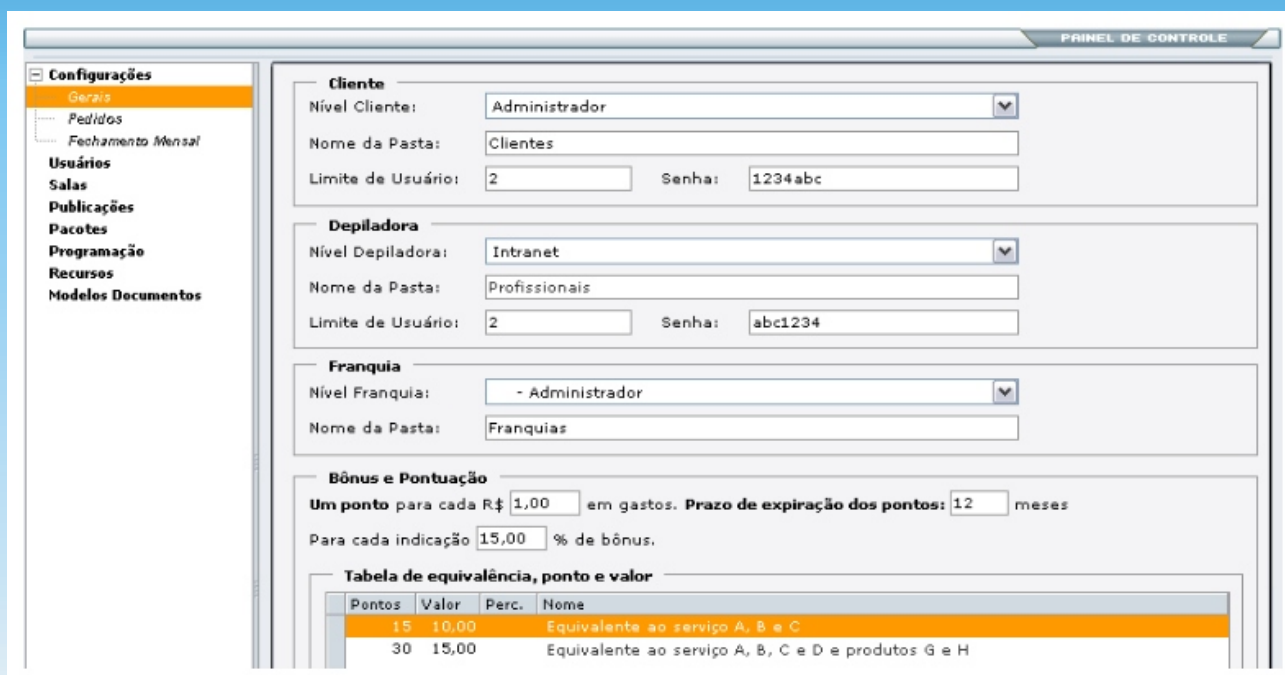 PAINEL DE CONTROLE
Configurações
Gerais
Pedidos
Fechamento Mensal
Usuários
Salas
Publicações
Pacotes
Programação
Recursos
Modelos Documentos
Cliente
Nível Cliente: Administrador
Nome da Pasta: Clientes
Limite de Usuário: 2 Senha: 1234abc
Depiladora
Nível Depiladora: Intranet
Nome da Pasta: Profissionais
Limite de Usuário: 2 Senha: abc1234
Franquia
Nível Franquia: - Administrador
Nome da Pasta: Franquias
Bônus e Pontuação
Um ponto para cada R$ 1,00 em gastos. Prazo de expiração dos pontos: 12 meses
Para cada indicação 15,00 % de bônus.
Tabela de equivalência, ponto e valor
Pontos Valor Perc. Nome
15 10,00 Equivalente ao serviço A, B e C
30 15,00 Equivalente ao serviço A, B, C e D e produtos G e H